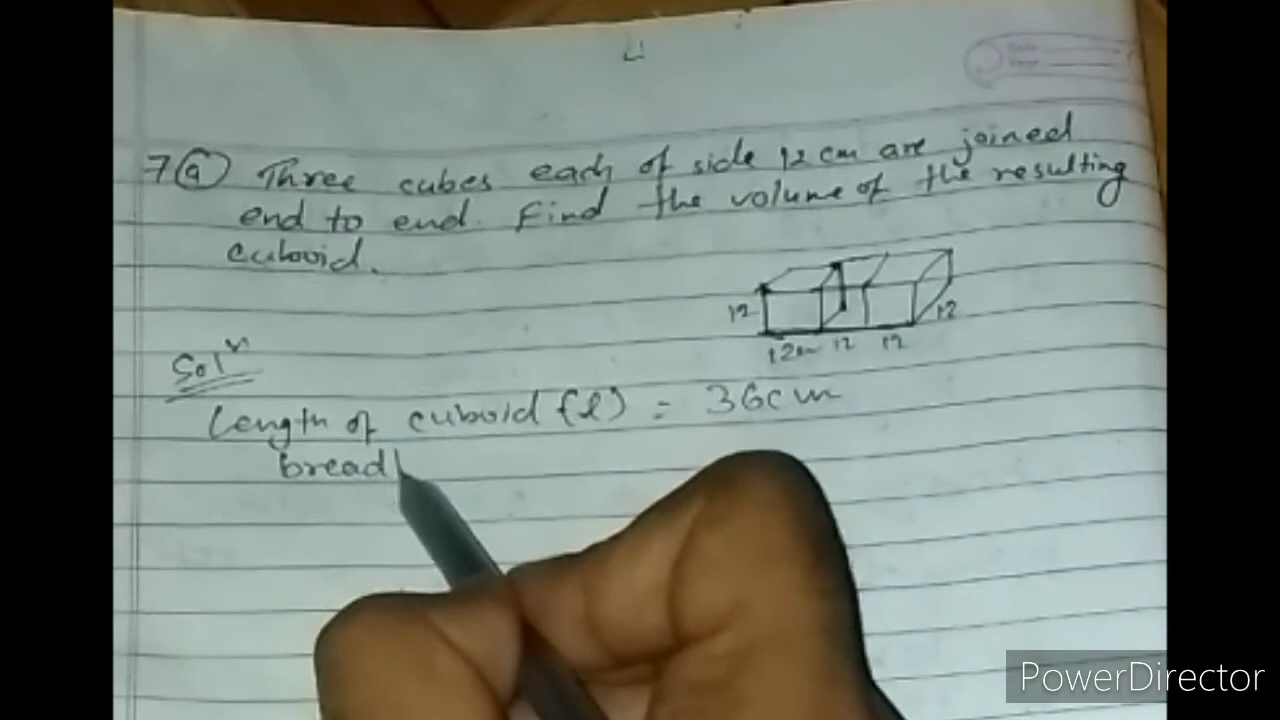 7(a) Three cubes each of side 12 cm are joined
end to end. Find the volume of the resulting
cuboid.
12
12
12cm 12 12
Solⁿ
Length of cuboid (l) = 36cm
bread
PowerDirector